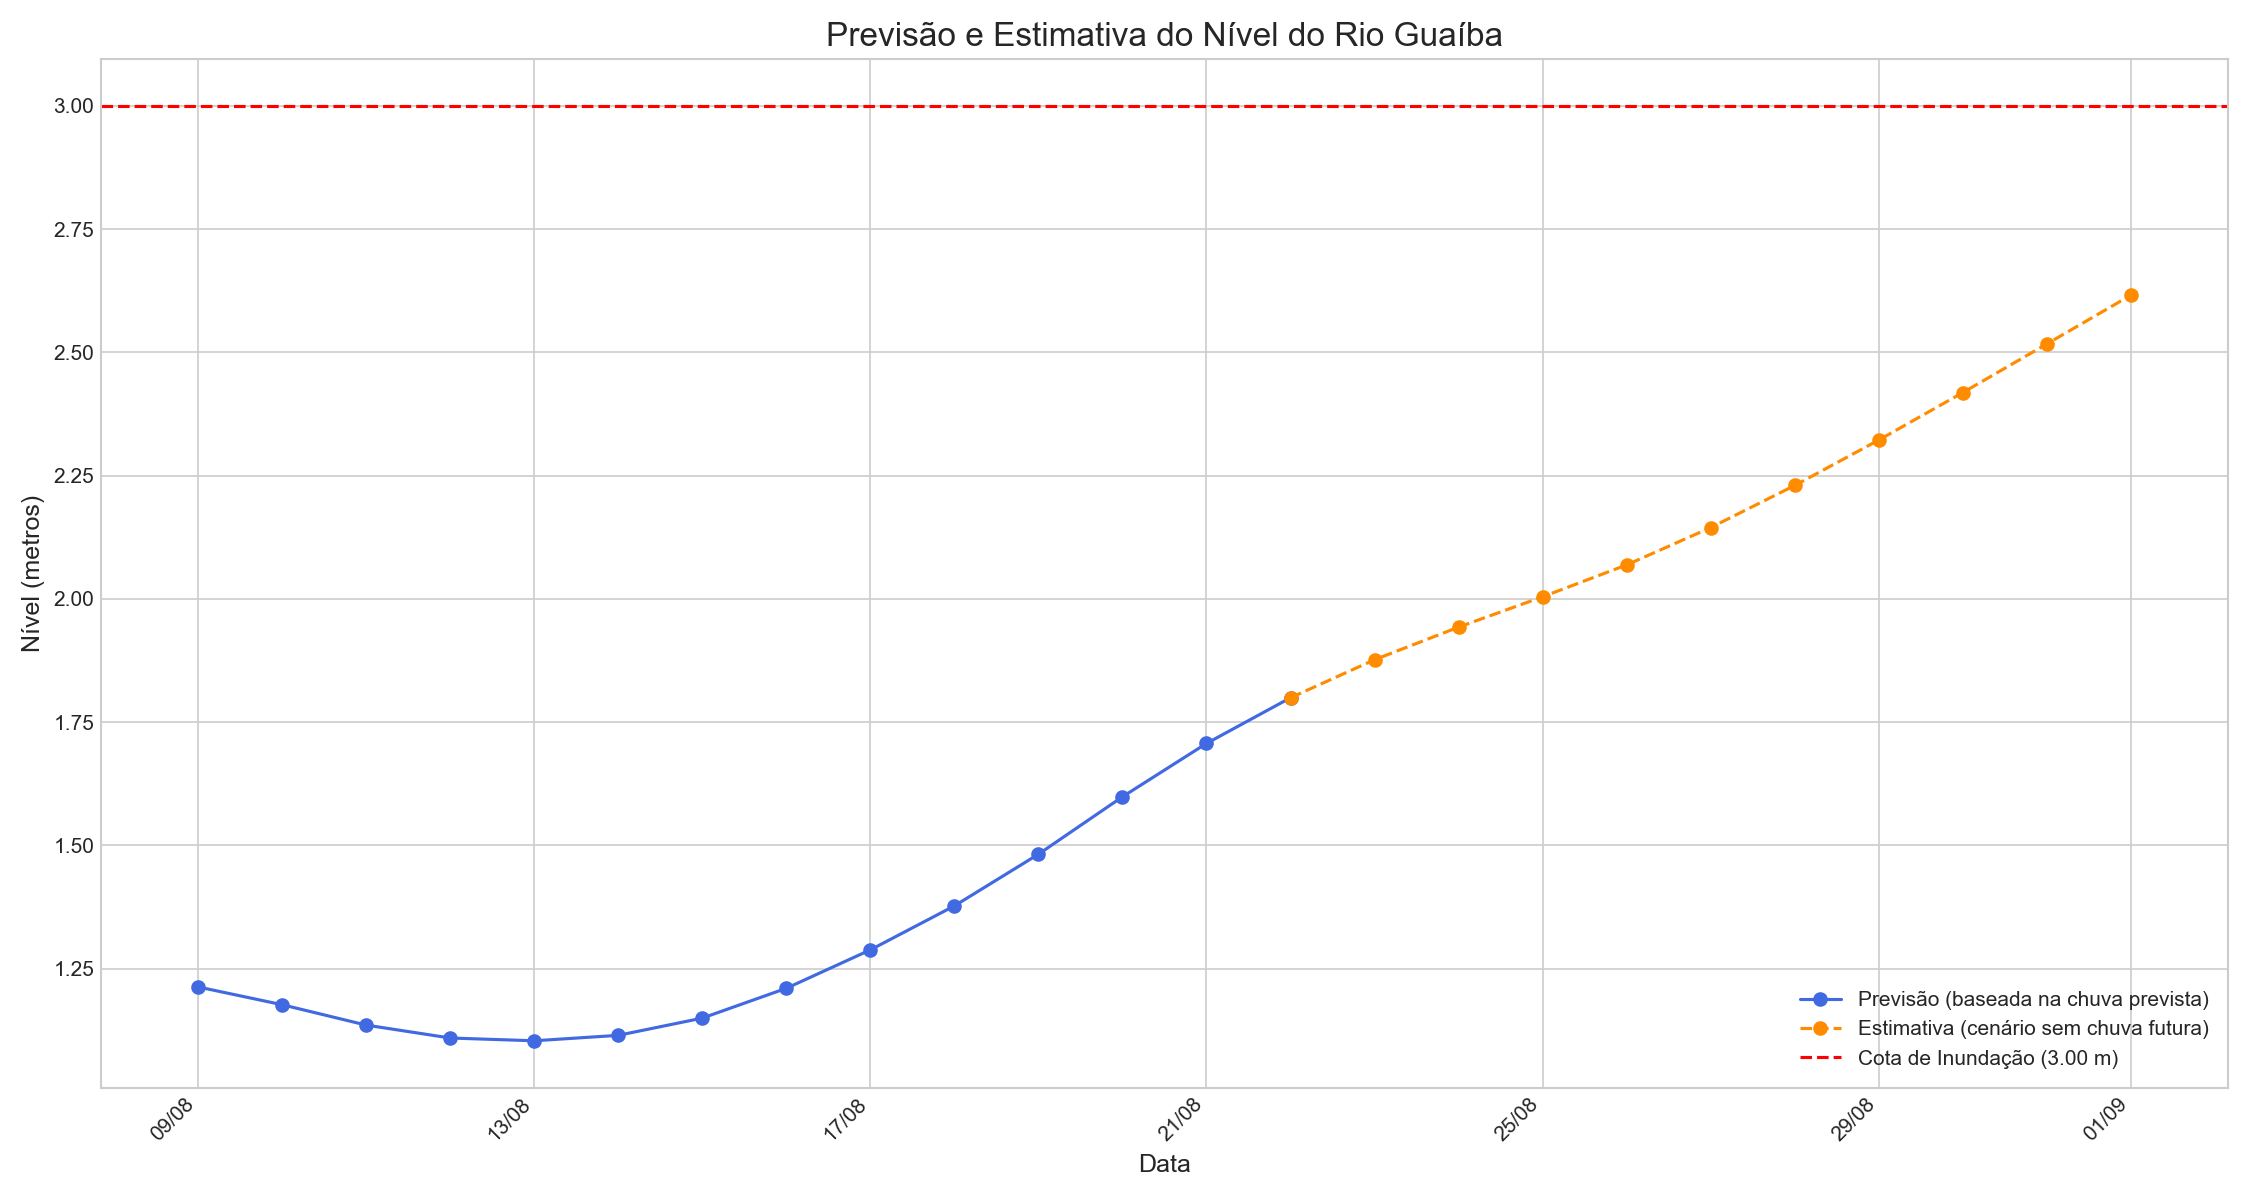 Previsão e Estimativa do Nível do Rio Guaíba
Nível (metros)
3.00
2.75
2.50
2.25
2.00
1.75
1.50
1.25
Previsão (baseada na chuva prevista)
Estimativa (cenário sem chuva futura)
Cota de Inundação (3.00 m)
09/08
13/08
17/08
21/08
25/08
29/08
01/09
Data